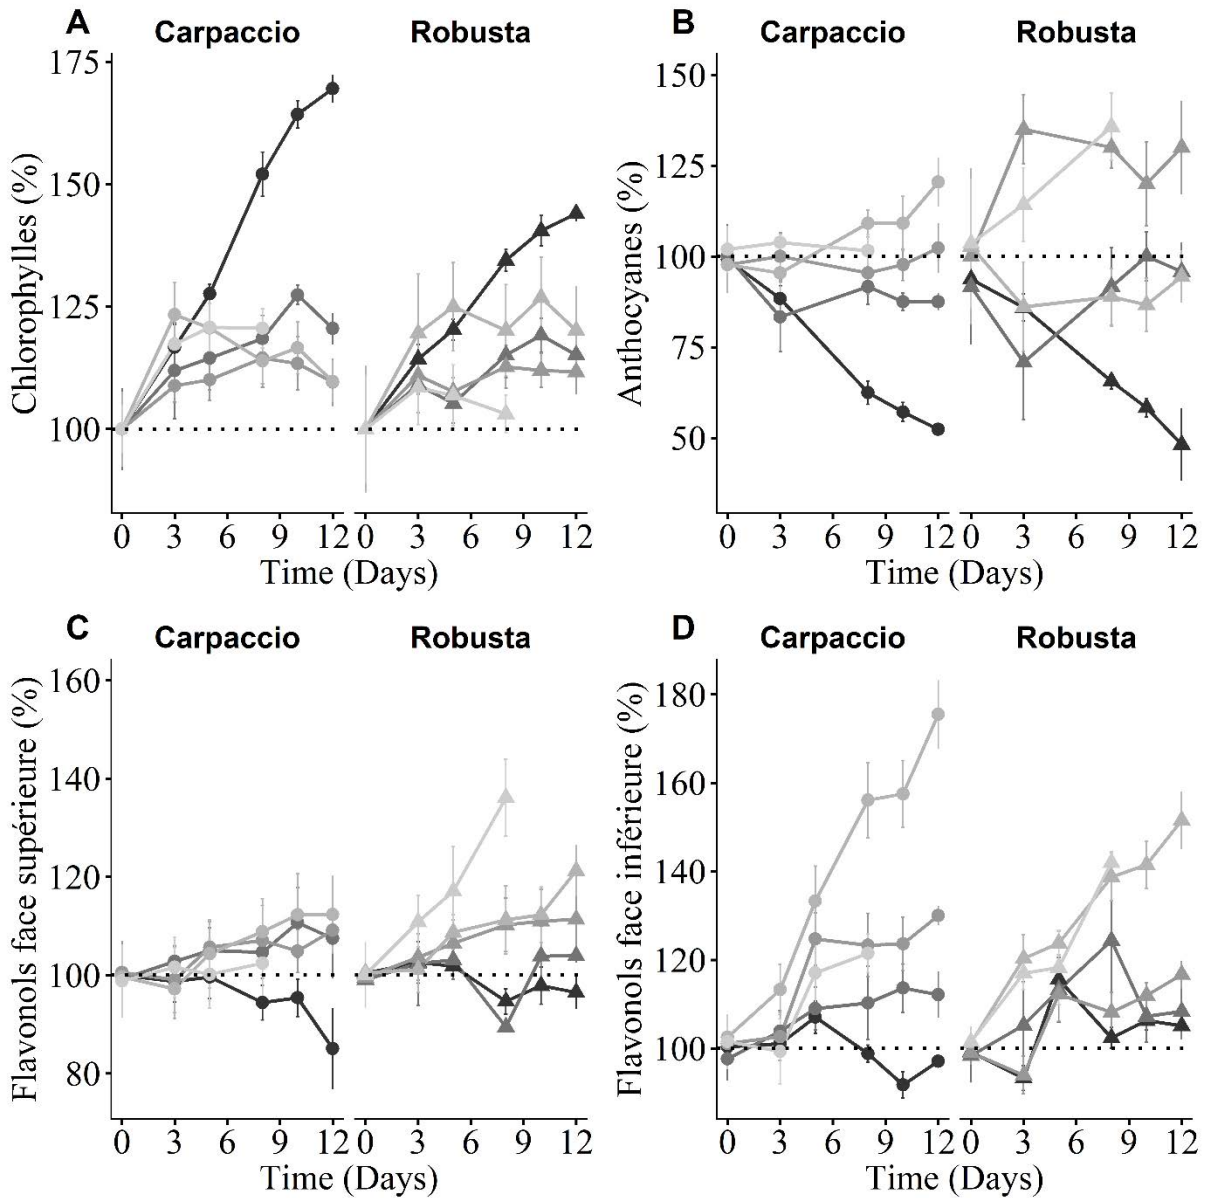 A
Carpaccio
Robusta
Chlorophylles (%)
175
150
125
100
0 3 6 9 12 0 3 6 9 12
Time (Days)
B
Carpaccio
Robusta
Anthocyanes (%)
150
125
100
75
50
0 3 6 9 12 0 3 6 9 12
Time (Days)
C
Carpaccio
Robusta
Flavonols face supérieure (%)
160
140
120
100
80
0 3 6 9 12 0 3 6 9 12
Time (Days)
D
Carpaccio
Robusta
Flavonols face inférieure (%)
180
160
140
120
100
0 3 6 9 12 0 3 6 9 12
Time (Days)